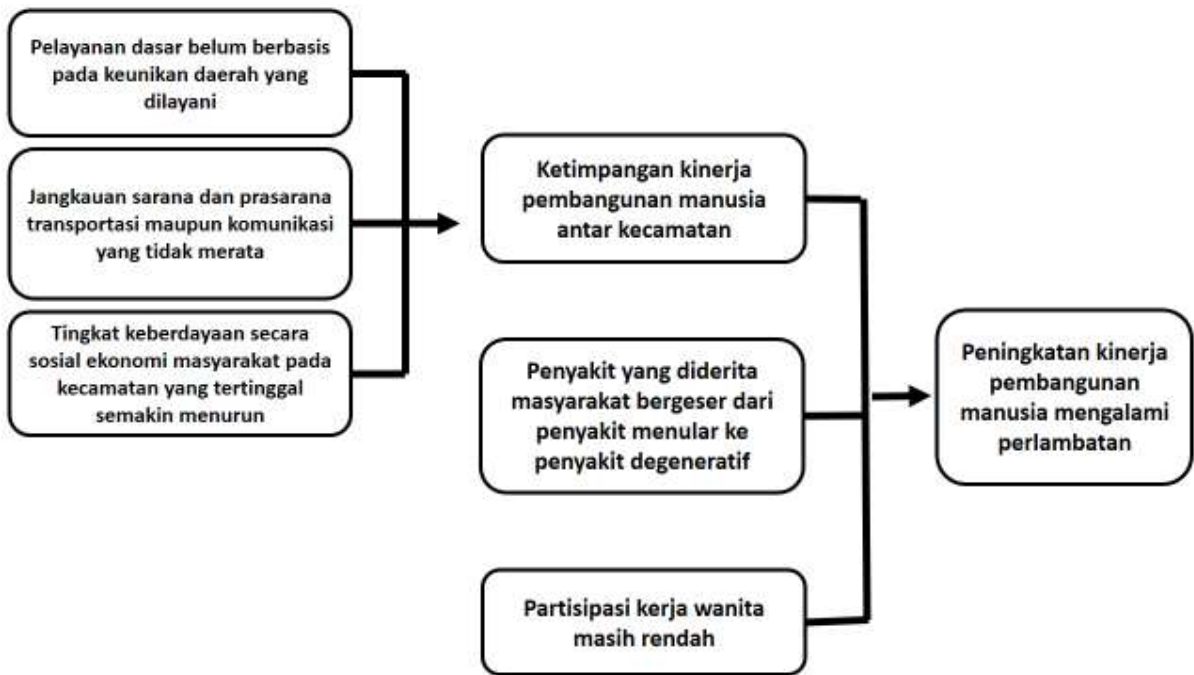 Pelayanan dasar belum berbasis
pada keunikan daerah yang
dilayani
Jangkauan sarana dan prasarana
transportasi maupun komunikasi
yang tidak merata
Tingkat keberdayaan secara
sosial ekonomi masyarakat pada
kecamatan yang tertinggal
semakin menurun
Ketimpangan kinerja
pembangunan manusia
antar kecamatan
Penyakit yang diderita
masyarakat bergeser dari
penyakit menular ke
penyakit degeneratif
Partisipasi kerja wanita
masih rendah
Peningkatan kinerja
pembangunan
manusia mengalami
perlambatan